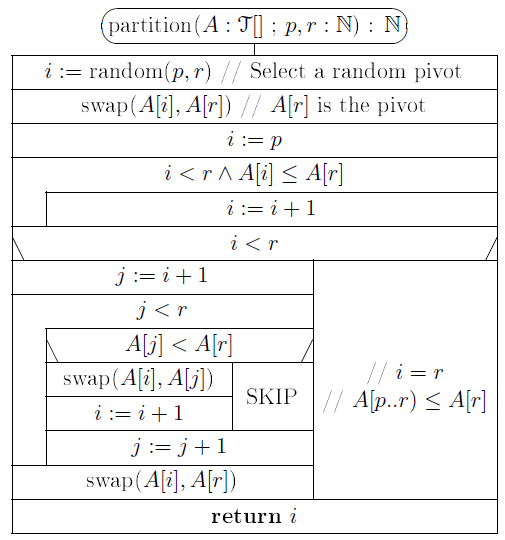 partition(A : 𝒯[] ; p, r : ℕ) : ℕ
i := random(p, r) // Select a random pivot
swap(A[i], A[r]) // A[r] is the pivot
i := p
i < r ∧ A[i] ≤ A[r]
i := i + 1
i < r
j := i + 1
j < r
A[j] < A[r]
swap(A[i], A[j])
i := i + 1
SKIP
j := j + 1
swap(A[i], A[r])
// i = r
// A[p..r) ≤ A[r]
return i